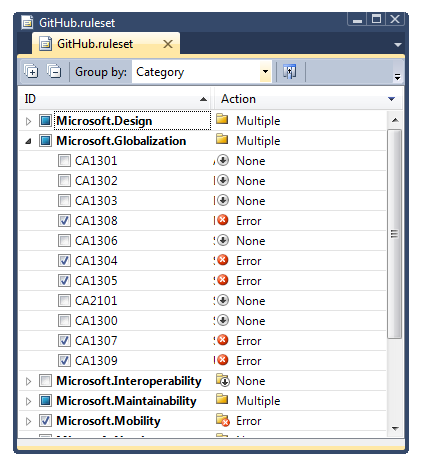 GitHub.ruleset
GitHub.ruleset
Group by: Category
ID Action
Microsoft.Design Multiple
Microsoft.Globalization Multiple
CA1301 None
CA1302 None
CA1303 None
CA1308 Error
CA1306 None
CA1304 Error
CA1305 Error
CA2101 None
CA1300 None
CA1307 Error
CA1309 Error
Microsoft.Interoperability None
Microsoft.Maintainability Multiple
Microsoft.Mobility Error